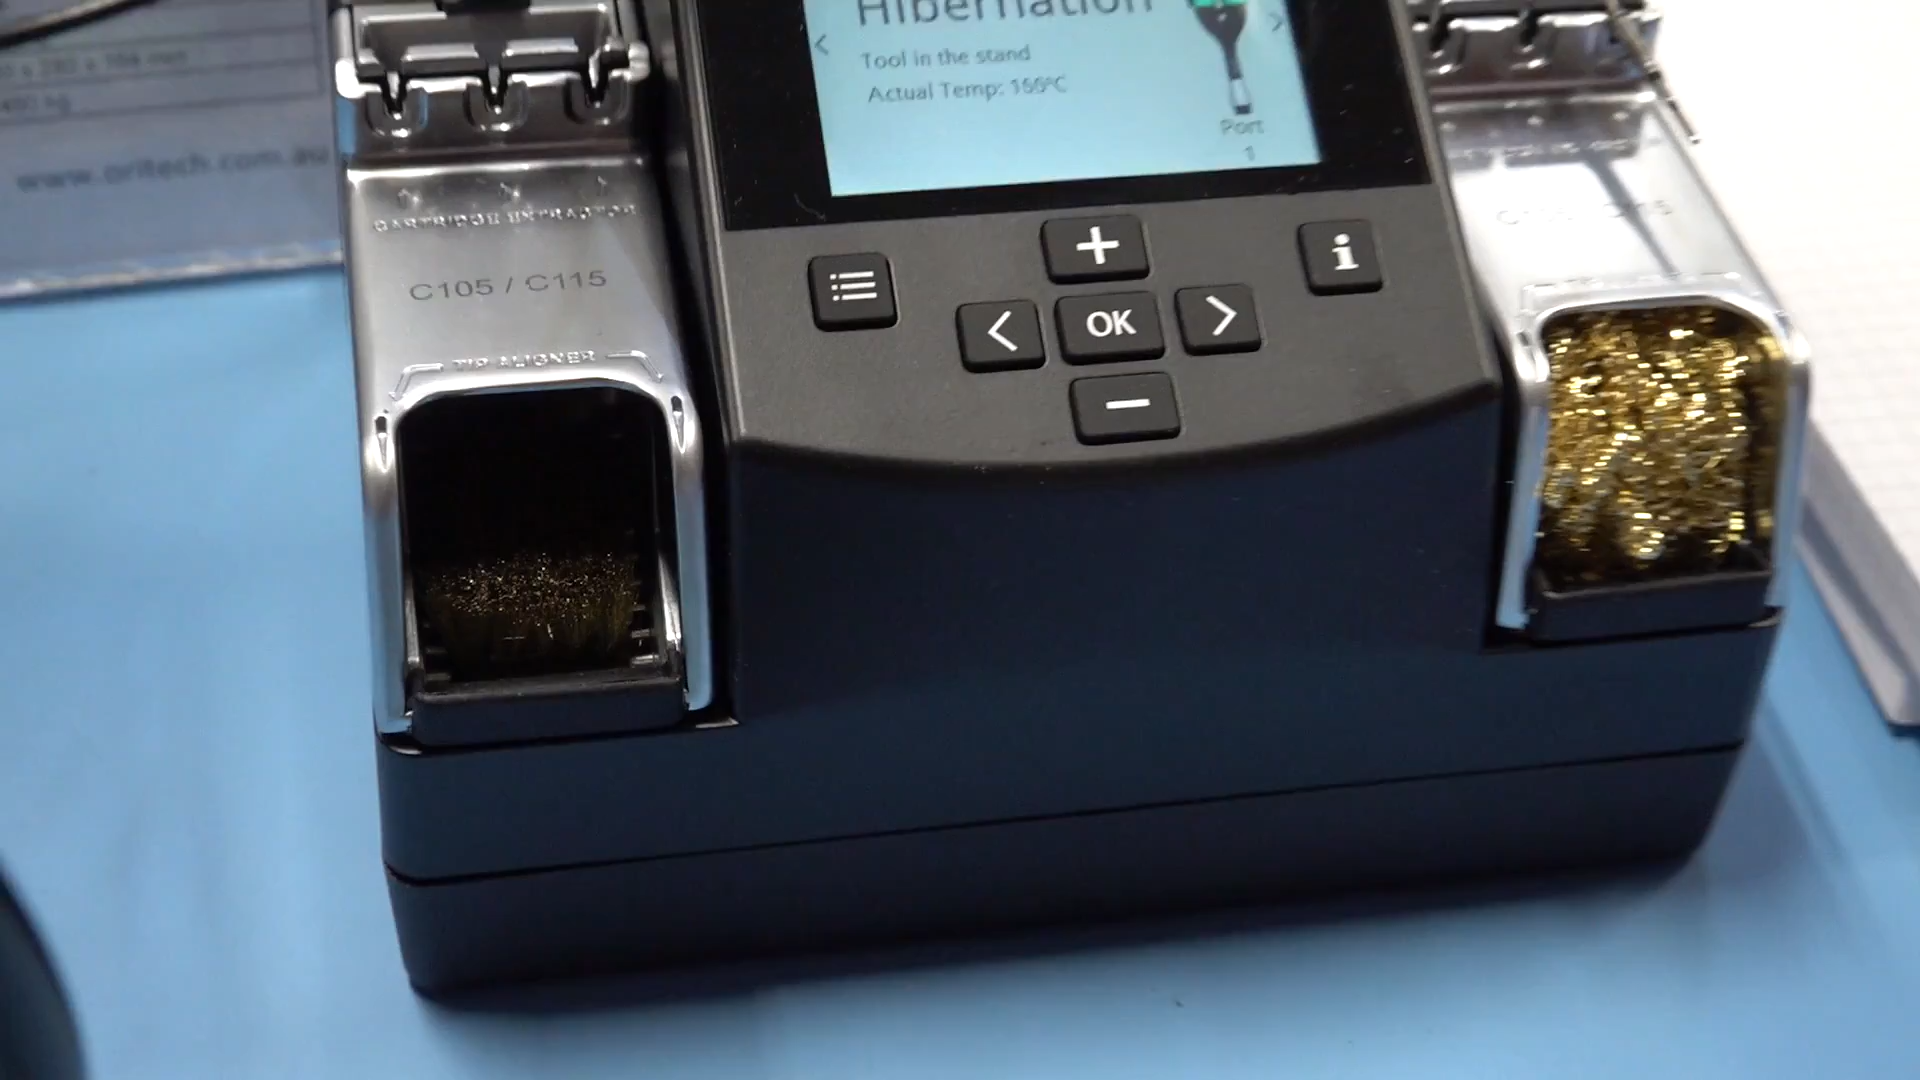 www.oritech.com.au
CARTRIDGE EXTRACTOR
C105 / C115
TIP ALIGNER
Hibernation
Tool in the stand
Actual Temp: 166ºC
Port
1
OK
i